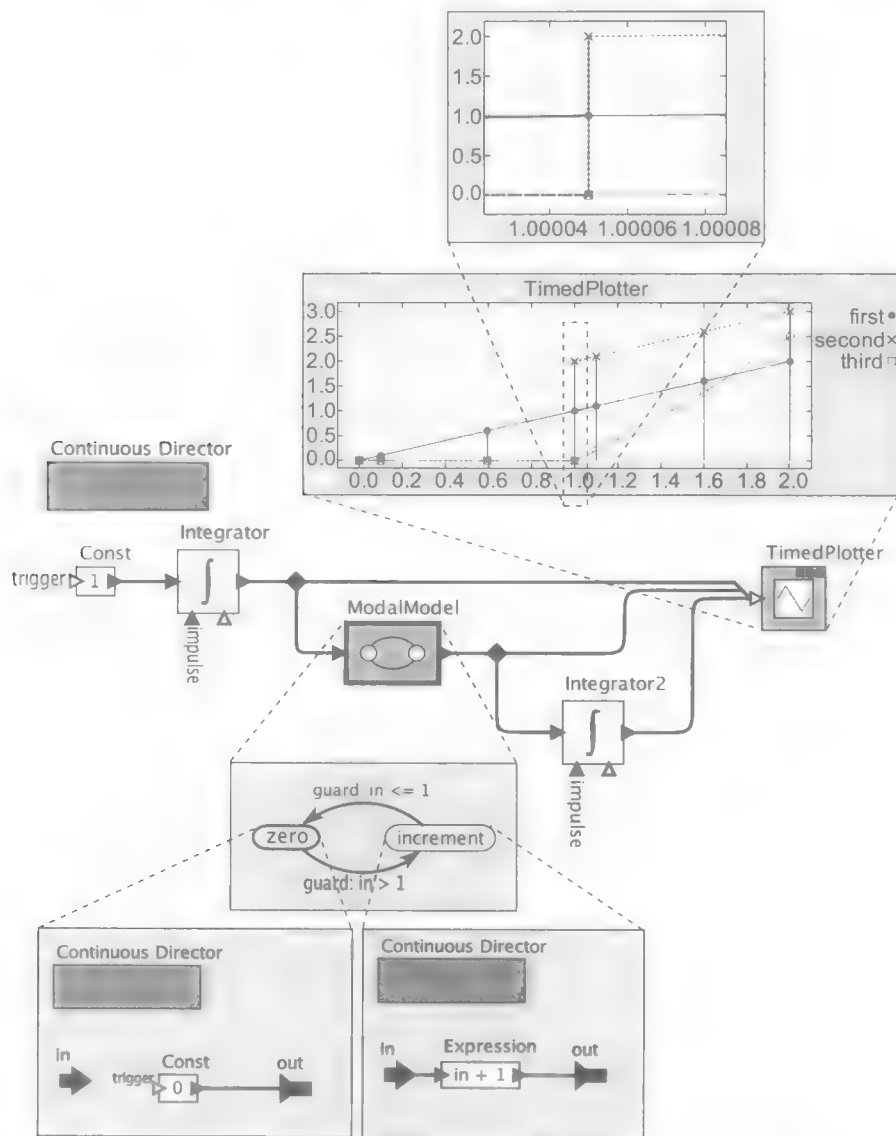 2.0
1.5
1.0
0.5
0.0
1.00004 1.00006 1.00008
TimedPlotter
3.0
2.5
2.0
1.5
1.0
0.5
0.0
0.0 0.2 0.4 0.6 0.8 1.0 1.2 1.4 1.6 1.8 2.0
first
second
third
Continuous Director
Integrator
Const
trigger
1
impulse
ModalModel
TimedPlotter
Integrator2
impulse
guard in <= 1
zero
increment
guard: in > 1
Continuous Director
in
Const
trigger
0
out
Continuous Director
in
Expression
in + 1
out